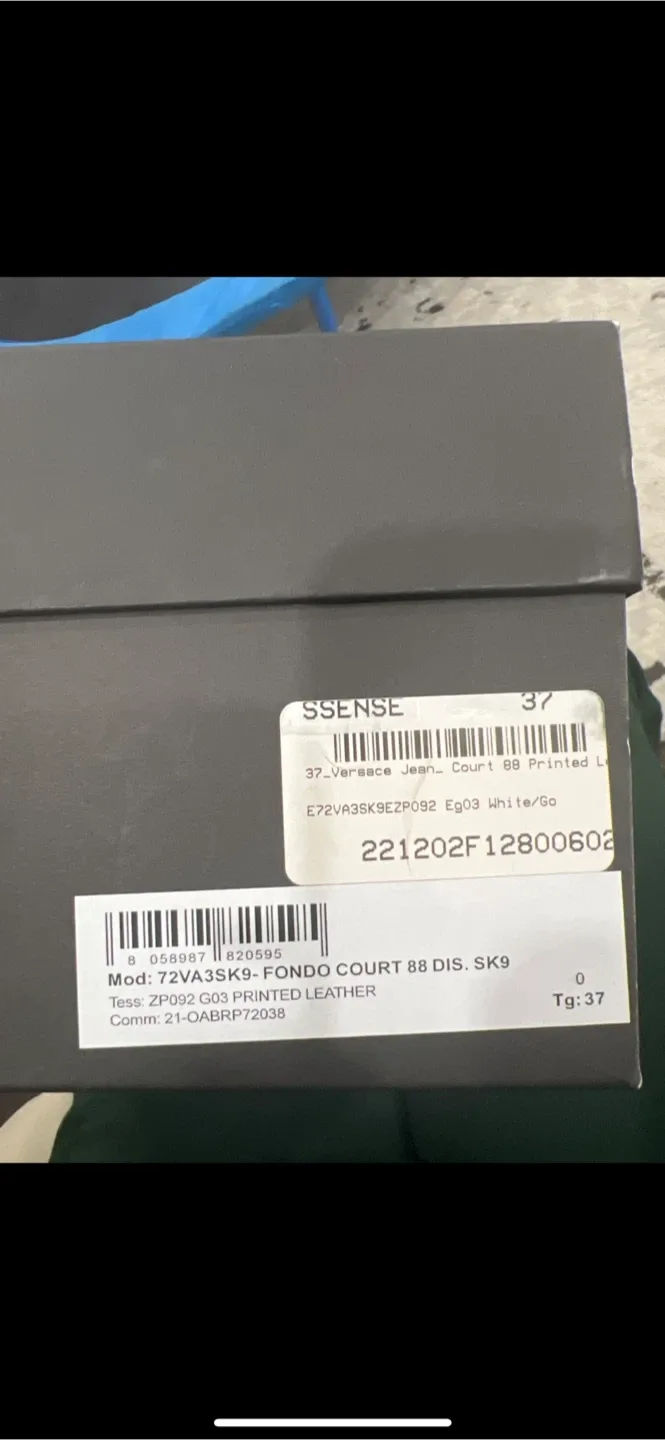 SSENSE 37
37_Versace Jean_ Court 88 Printed L
E72VA3SK9EZP092 Eg03 White/Go
221202F12800602
8 058987 820595
Mod: 72VA3SK9- FONDO COURT 88 DIS. SK9
Tess: ZP092 G03 PRINTED LEATHER
Comm: 21-OABRP72038
0
Tg: 37